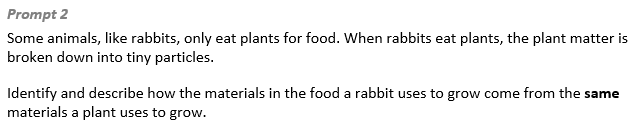 Prompt 2
Some animals, like rabbits, only eat plants for food. When rabbits eat plants, the plant matter is
broken down into tiny particles.
Identify and describe how the materials in the food a rabbit uses to grow come from the same
materials a plant uses to grow.